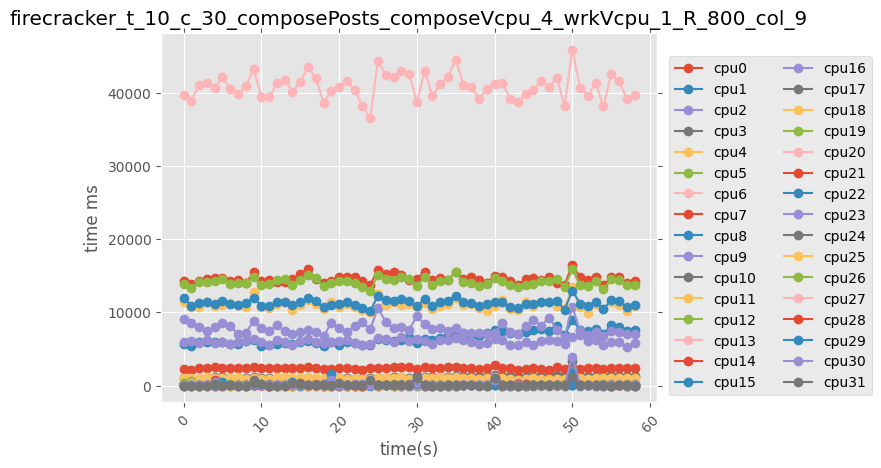 firecracker_t_10_c_30_composePosts_composeVcpu_4_wrkVcpu_1_R_800_col_9
time ms
40000
30000
20000
10000
0
0
10
20
30
40
50
60
time(s)
cpu0
cpu1
cpu2
cpu3
cpu4
cpu5
cpu6
cpu7
cpu8
cpu9
cpu10
cpu11
cpu12
cpu13
cpu14
cpu15
cpu16
cpu17
cpu18
cpu19
cpu20
cpu21
cpu22
cpu23
cpu24
cpu25
cpu26
cpu27
cpu28
cpu29
cpu30
cpu31